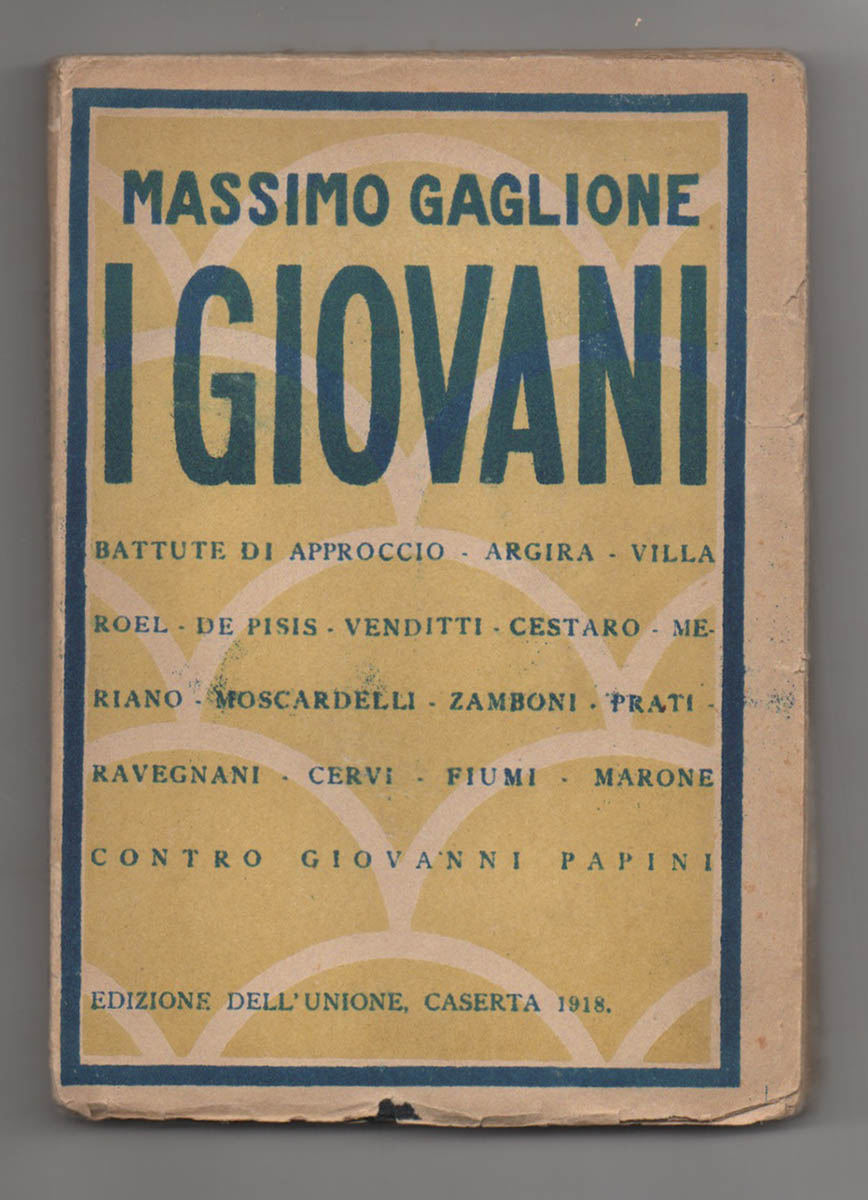 MASSIMO GAGLIONE
I GIOVANI
BATTUTE DI APPROCCIO - ARGIRA - VILLA
ROEL - DE PISIS - VENDITTI - CESTARO - ME-
RIANO - MOSCARDELLI - ZAMBONI - PRATI -
RAVEGNANI - CERVI - FIUMI - MARONE
CONTRO GIOVANNI PAPINI
EDIZIONE DELL'UNIONE, CASERTA 1918.